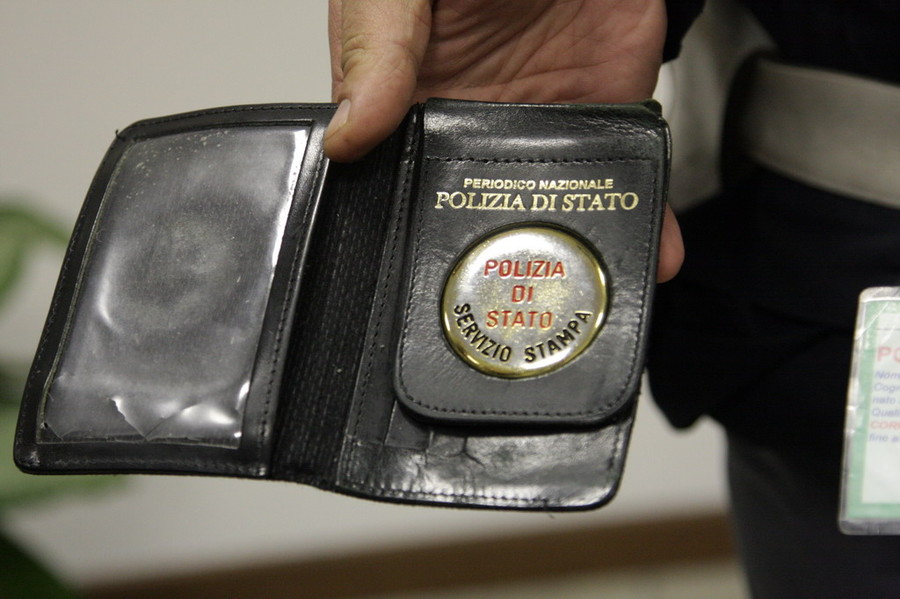 PERIODICO NAZIONALE
POLIZIA DI STATO
POLIZIA
DI
STATO
SERVIZIO STAMPA